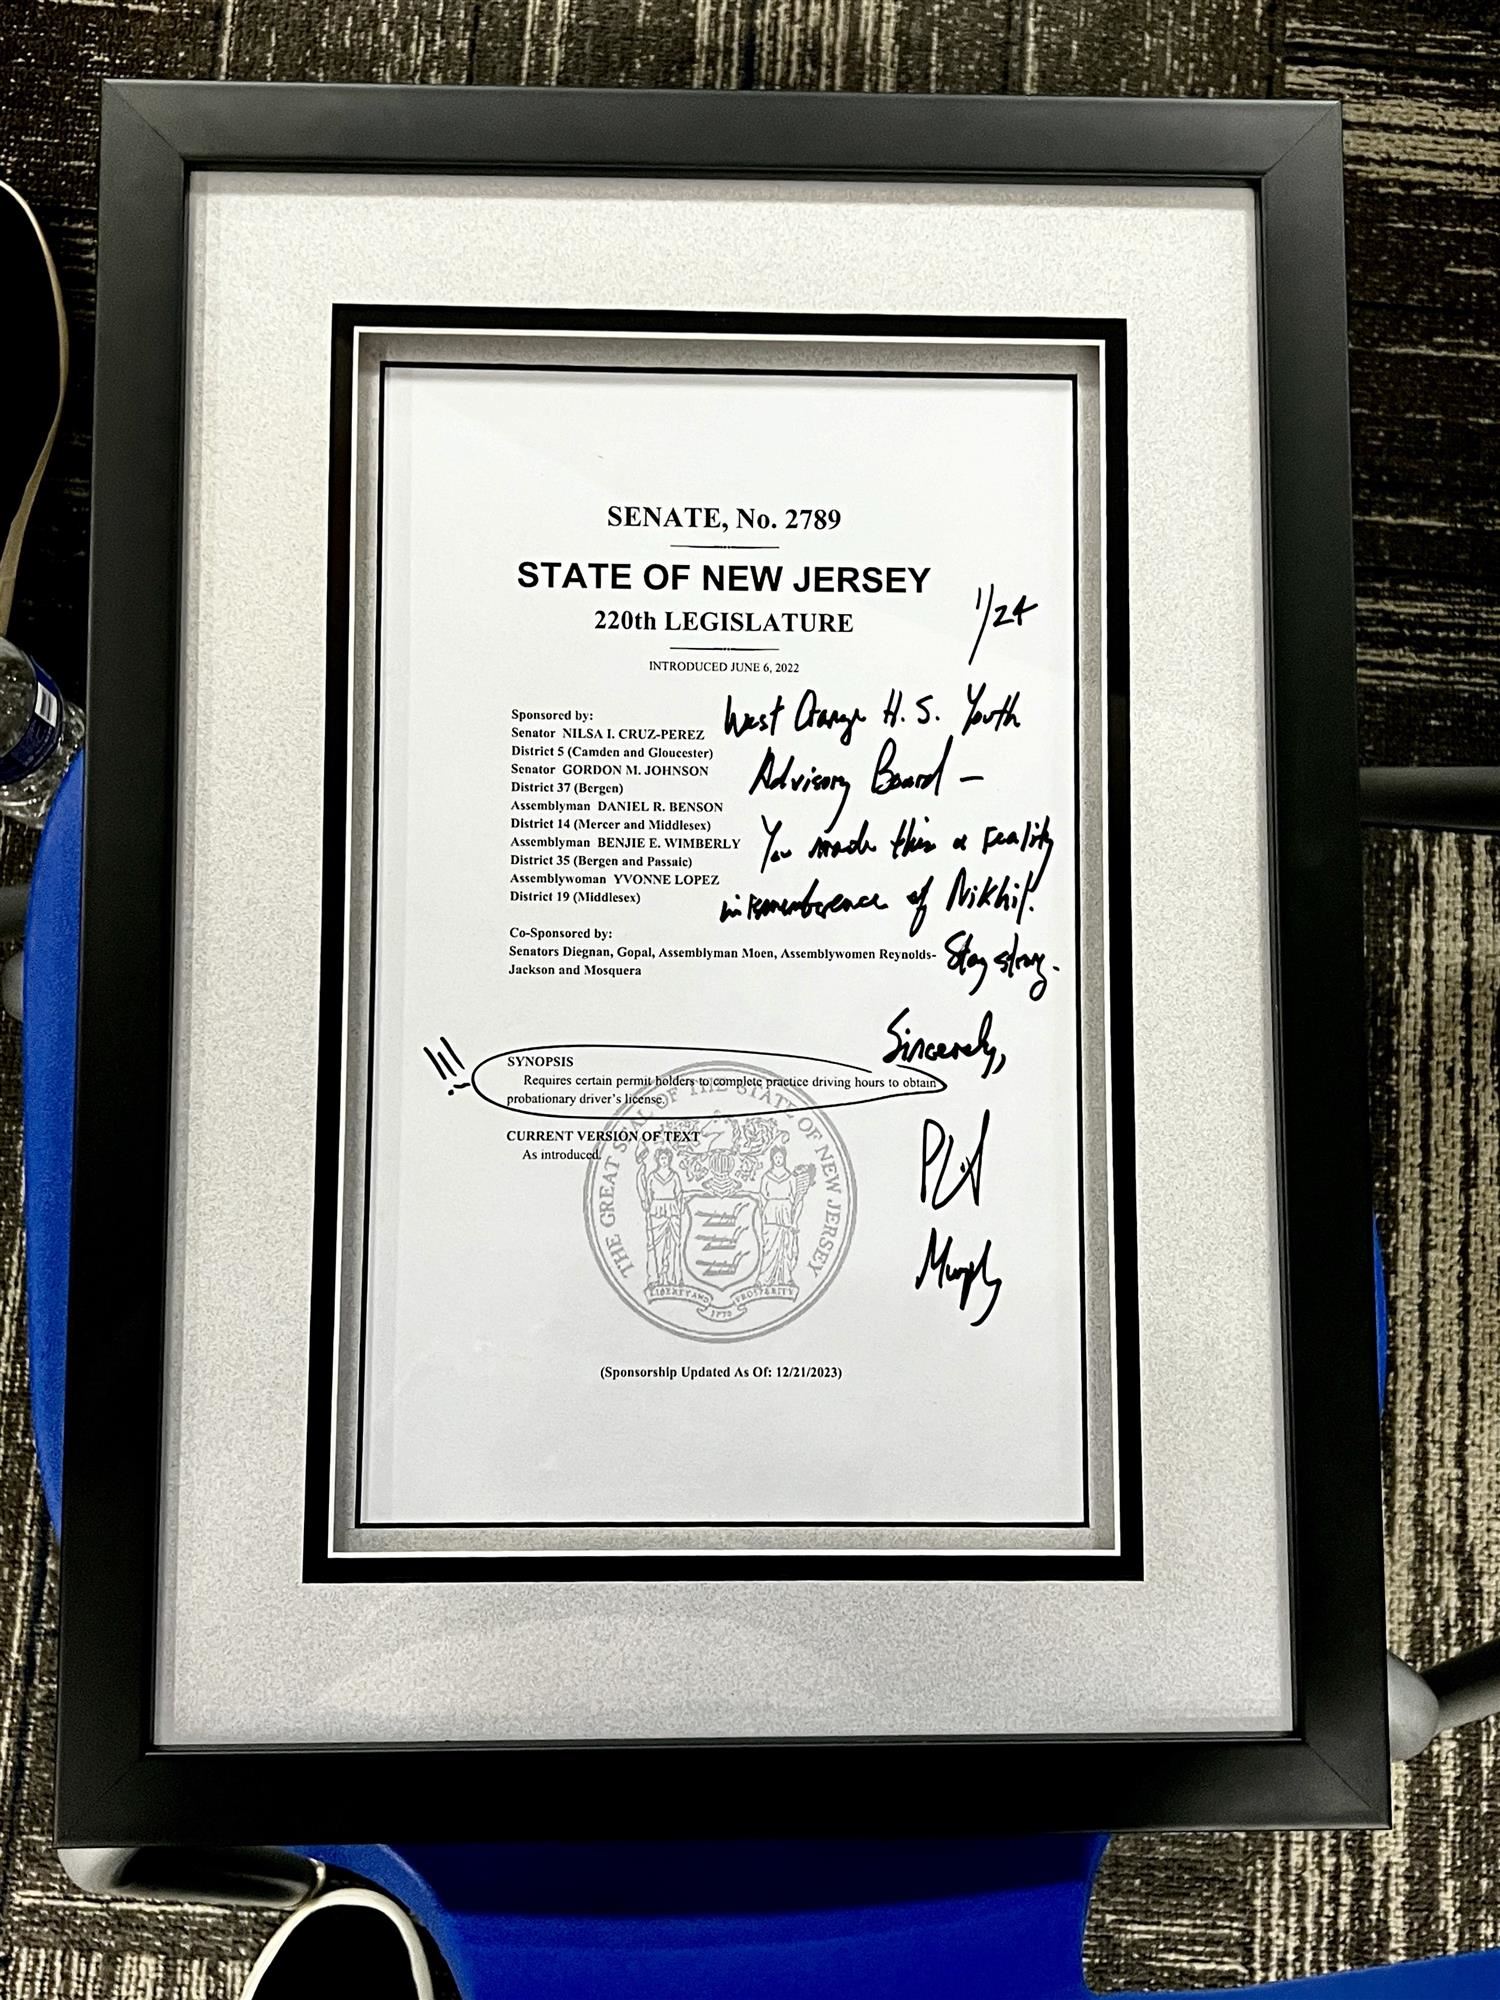 SENATE, No. 2789
STATE OF NEW JERSEY
220th LEGISLATURE
INTRODUCED JUNE 6, 2022
1/24
Sponsored by:
Senator NILSA I. CRUZ-PEREZ
District 5 (Camden and Gloucester)
Senator GORDON M. JOHNSON
District 37 (Bergen)
Assemblyman DANIEL R. BENSON
District 14 (Mercer and Middlesex)
Assemblyman BENJIE E. WIMBERLY
District 35 (Bergen and Passaic)
Assemblywoman YVONNE LOPEZ
District 19 (Middlesex)
Co-Sponsored by:
Senators Diegnan, Gopal, Assemblyman Moen, Assemblywomen Reynolds-
Jackson and Mosquera
West Orange H.S. Youth
Advisory Board –
You made this a reality
in remembrance of Nikhil.
Stay strong.
Sincerely,
Phil
Murphy
!!!
SYNOPSIS
Requires certain permit holders to complete practice driving hours to obtain
probationary driver's license.
CURRENT VERSION OF TEXT
As introduced.
THE GREAT SEAL OF THE STATE OF NEW JERSEY
LIBERTY AND PROSPERITY
1776
(Sponsorship Updated As Of: 12/21/2023)